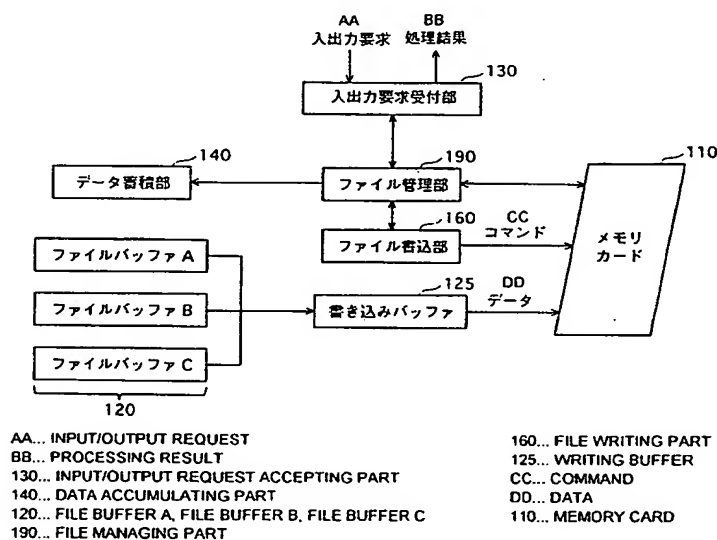 AA
入出力要求
BB
処理結果
130
入出力要求受付部
140
データ蓄積部
190
ファイル管理部
110
メモリ
カード
160
ファイル書込部
CC
コマンド
ファイルバッファ A
ファイルバッファ B
ファイルバッファ C
125
書き込みバッファ
DD
データ
120
AA... INPUT/OUTPUT REQUEST
BB... PROCESSING RESULT
130... INPUT/OUTPUT REQUEST ACCEPTING PART
140... DATA ACCUMULATING PART
120... FILE BUFFER A, FILE BUFFER B, FILE BUFFER C
190... FILE MANAGING PART
160... FILE WRITING PART
125... WRITING BUFFER
CC... COMMAND
DD... DATA
110... MEMORY CARD